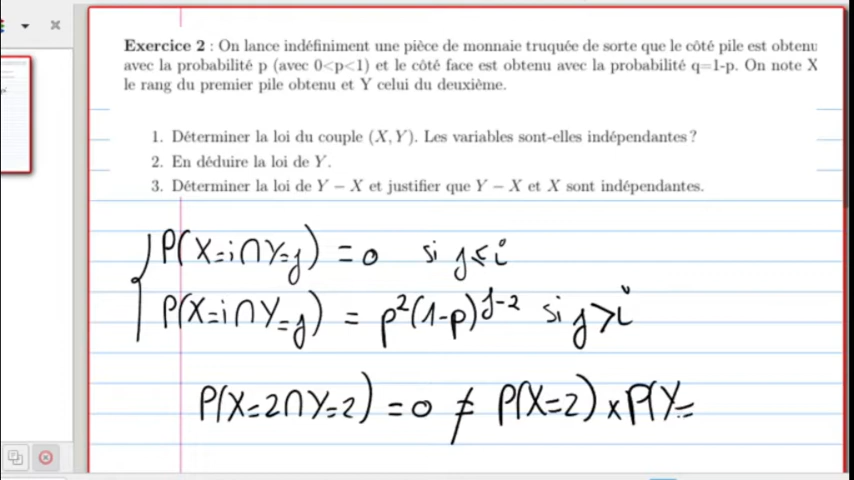 Exercice 2 : On lance indéfiniment une pièce de monnaie truquée de sorte que le côté pile est obtenu
avec la probabilité p (avec 0<p<1) et le côté face est obtenu avec la probabilité q=1-p. On note X
le rang du premier pile obtenu et Y celui du deuxième.
1. Déterminer la loi du couple (X, Y). Les variables sont-elles indépendantes ?
2. En déduire la loi de Y.
3. Déterminer la loi de Y − X et justifier que Y − X et X sont indépendantes.
P(X=i∩Y=j) = 0 si j≤i
P(X=i∩Y=j) = p²(1-p)^{j-2} si j>i
P(X=2∩Y=2) = 0 ≠ P(X=2) x P(Y=